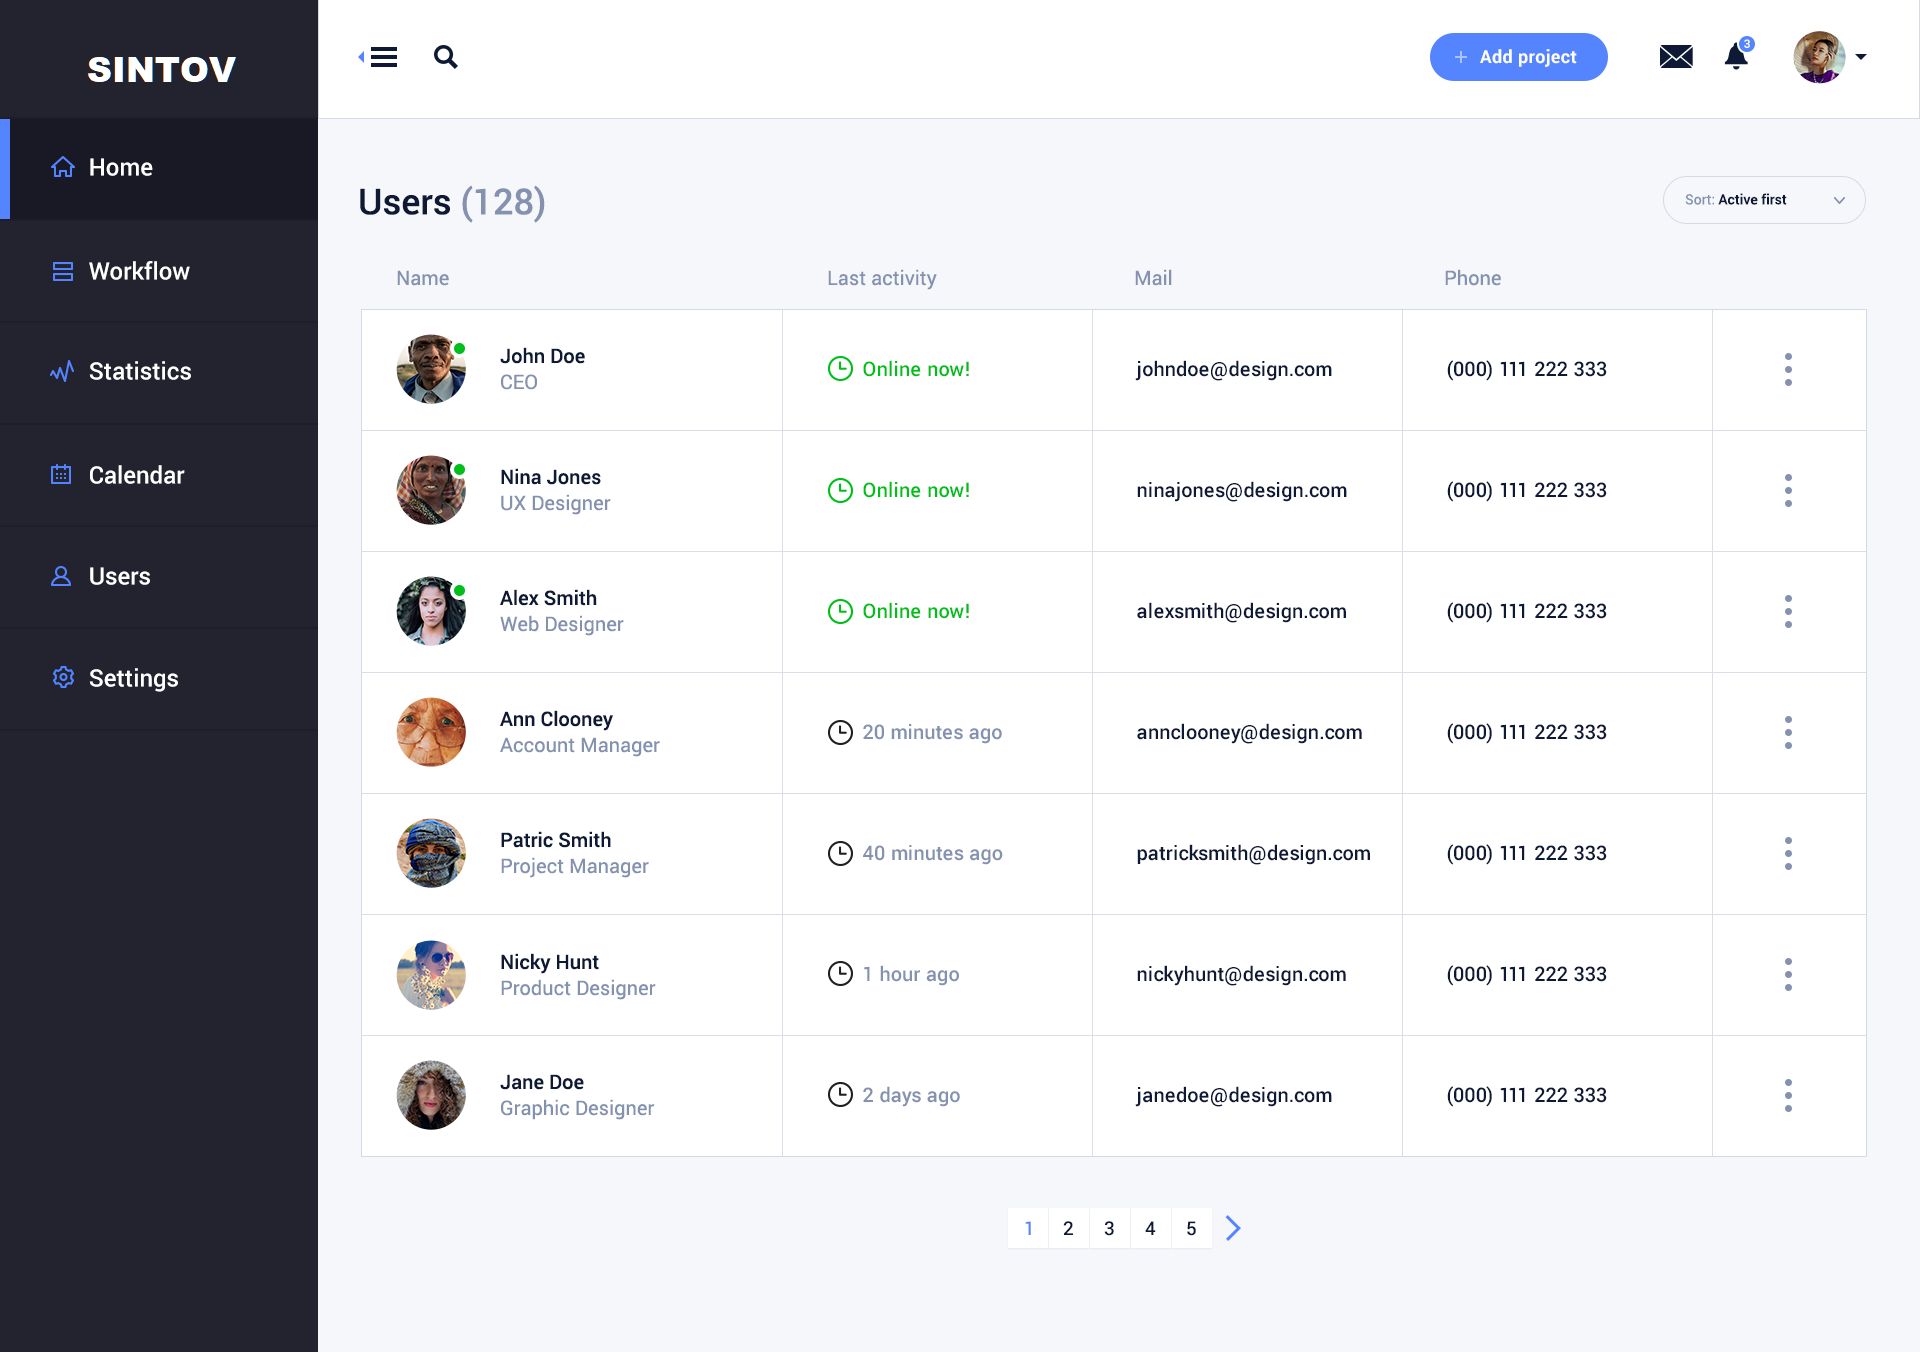 SINTOV
+ Add project
3
Home
Workflow
Statistics
Calendar
Users
Settings
Users (128)
Sort: Active first
Name Last activity Mail Phone
John Doe
CEO
Online now!
johndoe@design.com
(000) 111 222 333
Nina Jones
UX Designer
Online now!
ninajones@design.com
(000) 111 222 333
Alex Smith
Web Designer
Online now!
alexsmith@design.com
(000) 111 222 333
Ann Clooney
Account Manager
20 minutes ago
annclooney@design.com
(000) 111 222 333
Patric Smith
Project Manager
40 minutes ago
patricksmith@design.com
(000) 111 222 333
Nicky Hunt
Product Designer
1 hour ago
nickyhunt@design.com
(000) 111 222 333
Jane Doe
Graphic Designer
2 days ago
janedoe@design.com
(000) 111 222 333
1 2 3 4 5